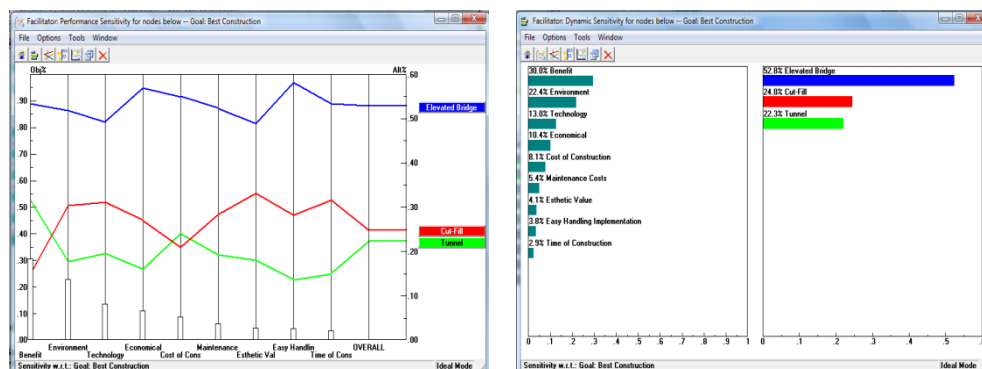 Facilitator: Performance Sensitivity for nodes below -- Goal: Best Construction
File Options Tools Window
Obj% Alt%
.90
.80
.70
.60
.50
.40
.30
.20
.10
.00
.60
.50
.40
.30
.20
.10
.00
Elevated Bridge
Cut-Fill
Tunnel
Environment Economical Maintenance Easy Handlin OVERALL
Benefit Technology Cost of Cons Esthetic Val Time of Cons
Sensitivity w.r.t.: Goal: Best Construction Ideal Mode
Facilitator: Dynamic Sensitivity for nodes below -- Goal: Best Construction
File Options Tools Window
30.0% Benefit
22.4% Environment
13.0% Technology
10.4% Economical
8.1% Cost of Construction
5.4% Maintenance Costs
4.1% Esthetic Value
3.8% Easy Handling Implementation
2.9% Time of Construction
0 .1 .2 .3 .4 .5 .6 .7 .8 .9 1
52.8% Elevated Bridge
24.8% Cut-Fill
22.3% Tunnel
0 .1 .2 .3 .4 .5
Sensitivity w.r.t.: Goal: Best Construction Ideal Mode